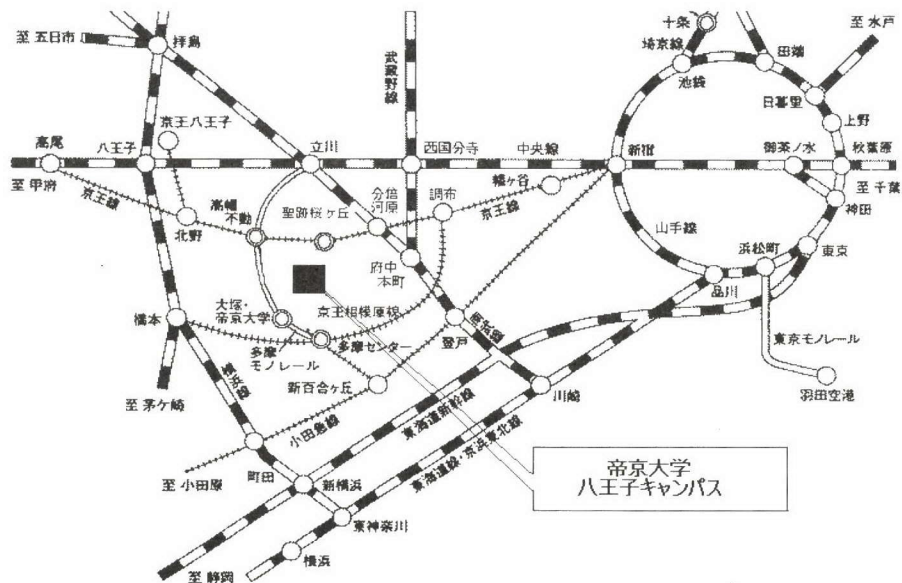 十条
至 水戸
至 五日市
拝島
埼京線
田端
池袋
武蔵野線
日暮里
京王八王子
上野
高尾
八王子
立川
西国分寺
中央線
新宿
御茶ノ水
秋葉原
至 甲府
京王線
幡ヶ谷
至 千葉
調布
分倍
河原
京王線
神田
高幡
不動
聖蹟桜ヶ丘
北野
山手線
浜松町
東京
府中
本町
品川
大塚・
帝京大学
京王相模原線
南浜線
橋本
多摩センター
登戸
東京モノレール
多摩
モノレール
新百合ヶ丘
横浜線
川崎
羽田空港
至 茅ケ崎
小田急線
東海道新幹線
東海道線・京浜東北線
帝京大学
八王子キャンパス
至 小田原
町田
新横浜
東神奈川
横浜
至 静岡